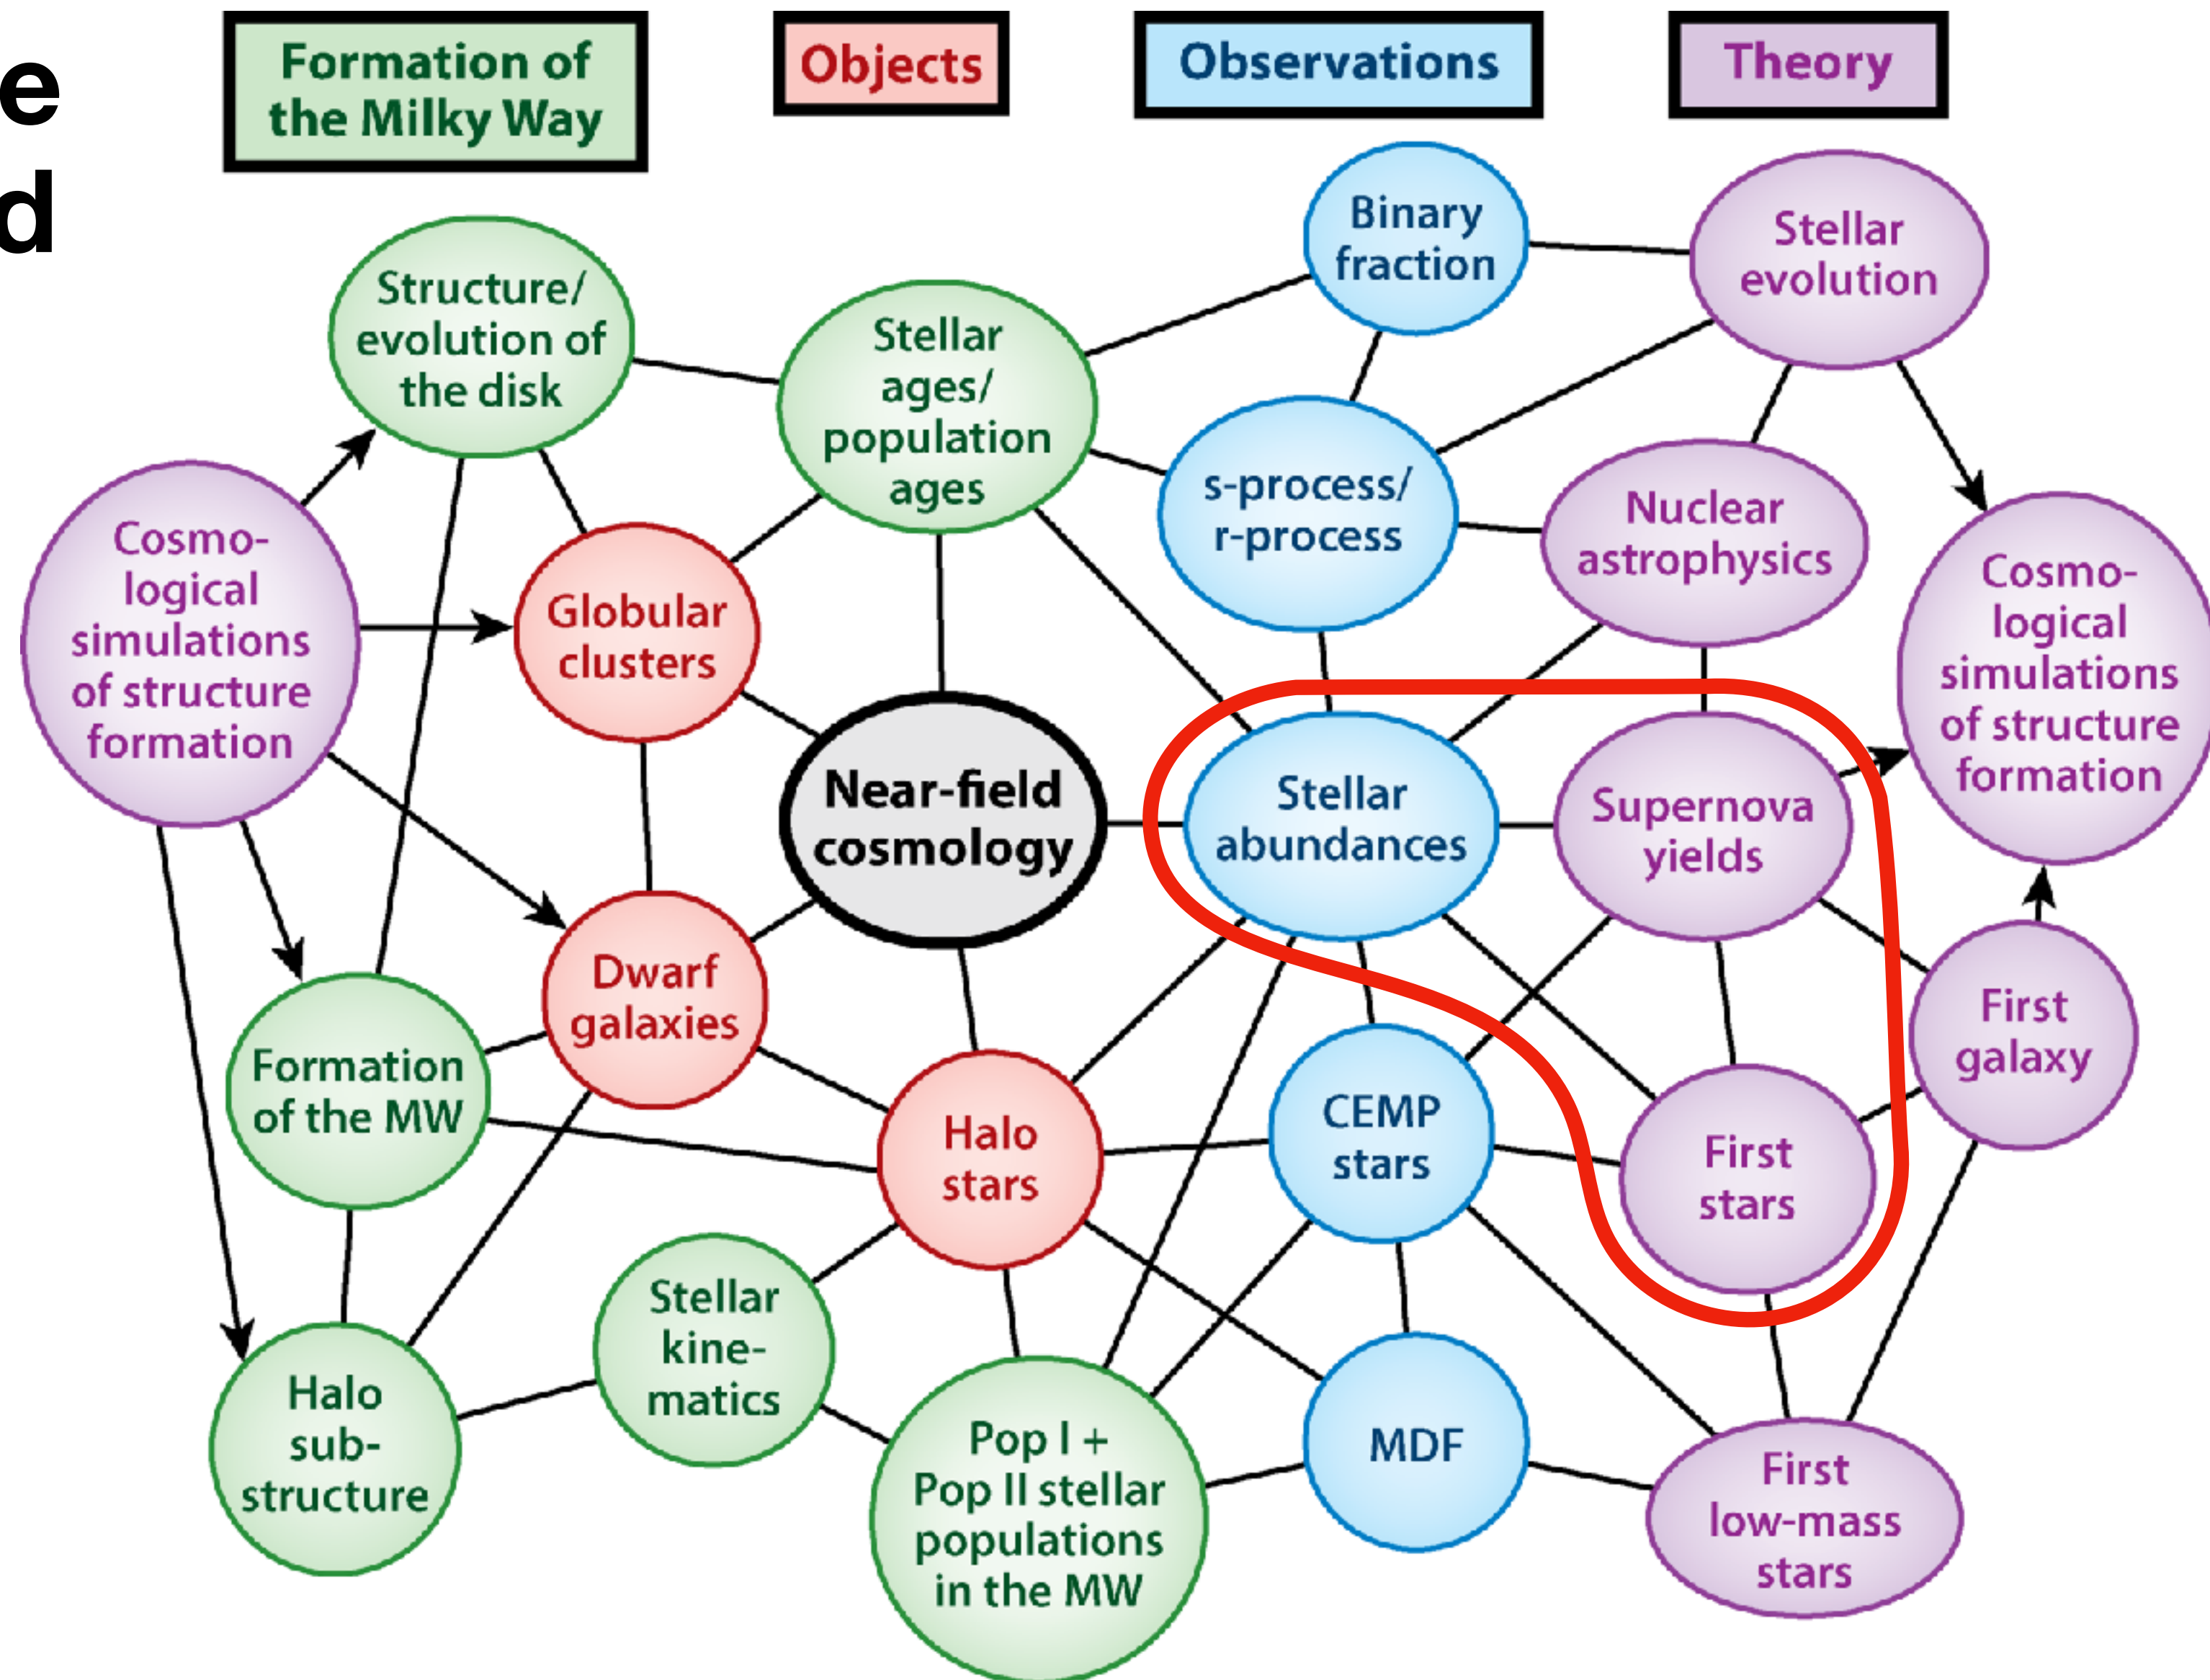 e
d
Formation of
the Milky Way
Objects
Observations
Theory
Binary
fraction
Stellar
evolution
Structure/
evolution of
the disk
Stellar
ages/
population
ages
s-process/
r-process
Nuclear
astrophysics
Cosmo-
logical
simulations
of structure
formation
Globular
clusters
Cosmo-
logical
simulations
of structure
formation
Near-field
cosmology
Stellar
abundances
Supernova
yields
Dwarf
galaxies
First
galaxy
Formation
of the MW
Halo
stars
CEMP
stars
First
stars
Stellar
kine-
matics
Halo
sub-
structure
Pop I +
Pop II stellar
populations
in the MW
MDF
First
low-mass
stars